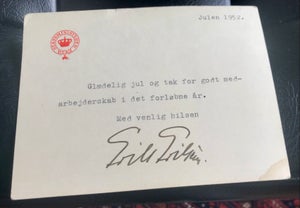 Julen 1952.
Glædelig jul og tak for godt med-
arbejderskab i det forløbne år.
Med venlig hilsen